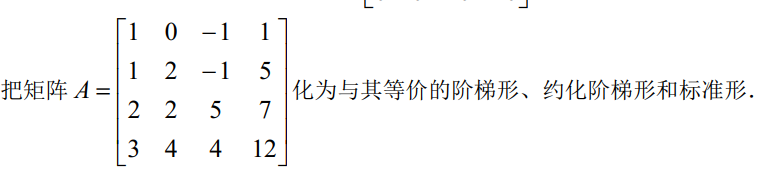 把矩阵 A = [1 0 −1 1
1 2 −1 5
2 2 5 7
3 4 4 12] 化为与其等价的阶梯形、约化阶梯形和标准形.